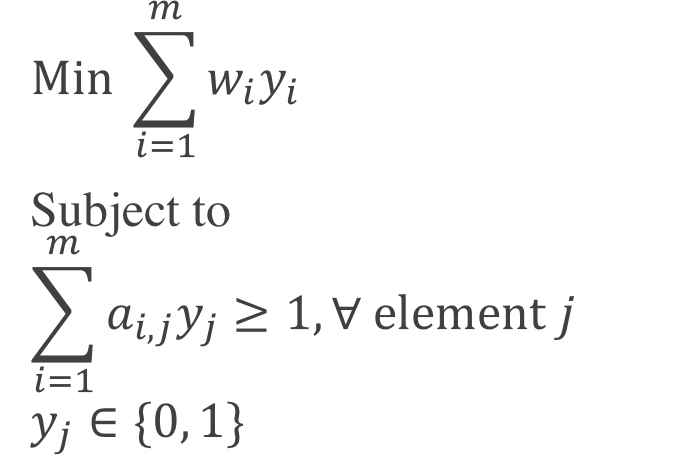 Min ∑_{i=1}^{m} w_i y_i
Subject to
∑_{i=1}^{m} a_{i,j} y_j ≥ 1, ∀ element j
y_j ∈ {0, 1}